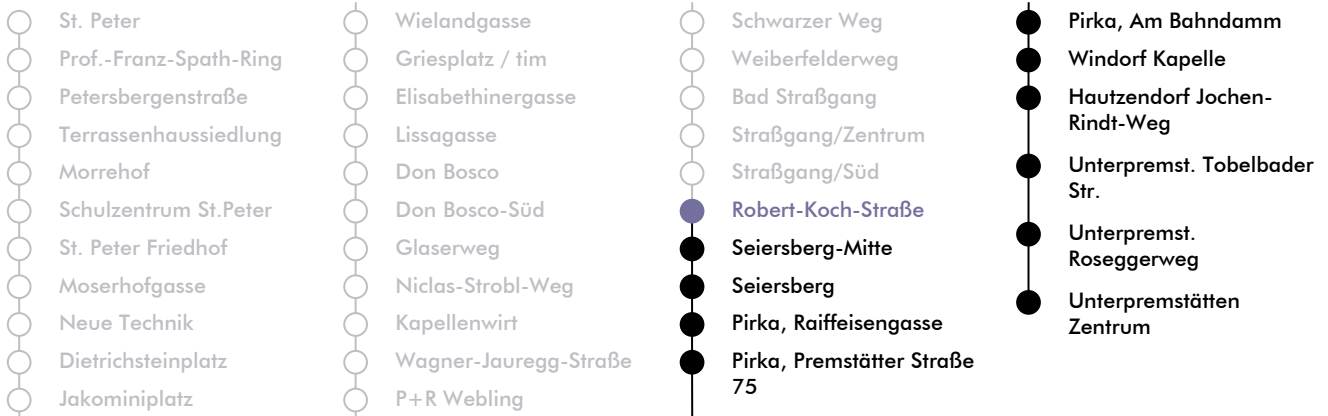 St. Peter
Prof.-Franz-Spath-Ring
Petersbergenstraße
Terrassenhaussiedlung
Morrehof
Schulzentrum St.Peter
St. Peter Friedhof
Moserhofgasse
Neue Technik
Dietrichsteinplatz
Jakominiplatz
Wielandgasse
Griesplatz / tim
Elisabethinergasse
Lissagasse
Don Bosco
Don Bosco-Süd
Glaserweg
Niclas-Strobl-Weg
Kapellenwirt
Wagner-Jauregg-Straße
P+R Webling
Schwarzer Weg
Weiberfelderweg
Bad Straßgang
Straßgang/Zentrum
Straßgang/Süd
Robert-Koch-Straße
Seiersberg-Mitte
Seiersberg
Pirka, Raiffeisengasse
Pirka, Premstätter Straße
75
Pirka, Am Bahndamm
Windorf Kapelle
Hautzendorf Jochen-
Rindt-Weg
Unterpremst. Tobelbader
Str.
Unterpremst.
Roseggerweg
Unterpremstätten
Zentrum